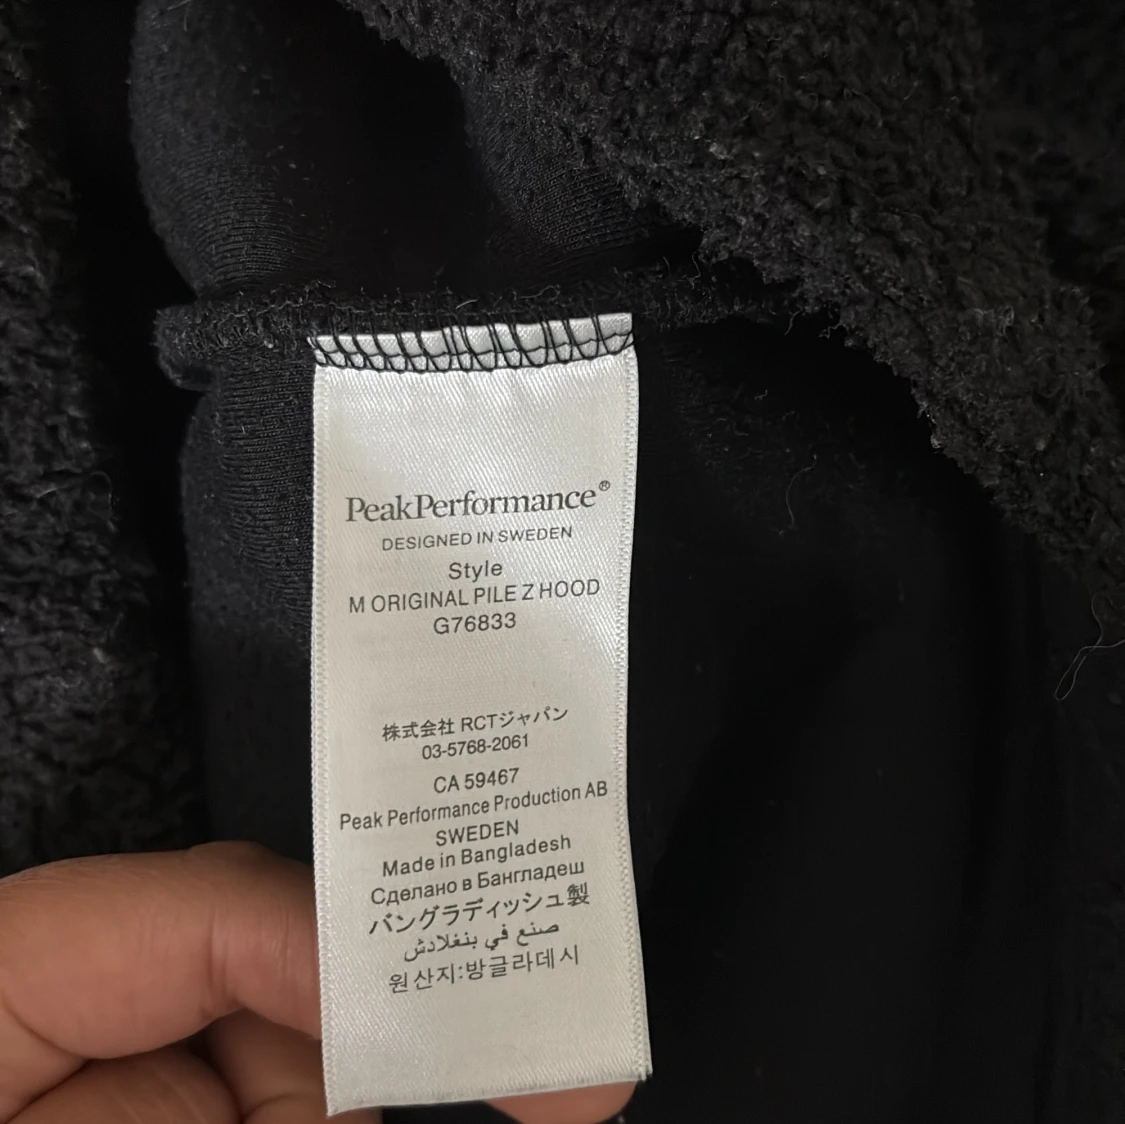 PeakPerformance®
DESIGNED IN SWEDEN
Style
M ORIGINAL PILE Z HOOD
G76833
株式会社 RCTジャパン
03-5768-2061
CA 59467
Peak Performance Production AB
SWEDEN
Made in Bangladesh
Сделано в Бангладеш
バングラディッシュ製
صنع في بنغلادش
원산지:방글라데시